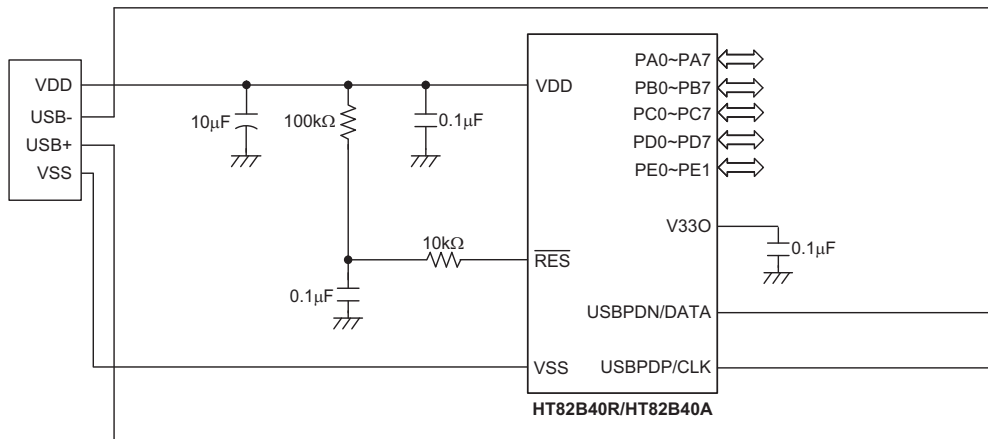 VDD
USB-
USB+
VSS
10μF
100kΩ
0.1μF
10kΩ
0.1μF
VDD
RES
VSS
PA0~PA7
PB0~PB7
PC0~PC7
PD0~PD7
PE0~PE1
V33O
0.1μF
USBPDN/DATA
USBPDP/CLK
HT82B40R/HT82B40A